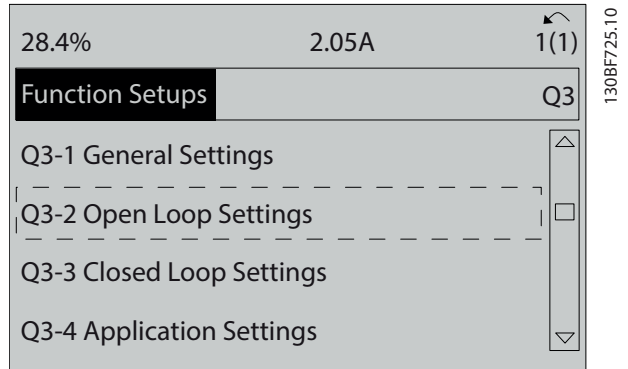 28.4% 2.05A 1(1)
Function Setups Q3
Q3-1 General Settings
Q3-2 Open Loop Settings
Q3-3 Closed Loop Settings
Q3-4 Application Settings
130BF725.10